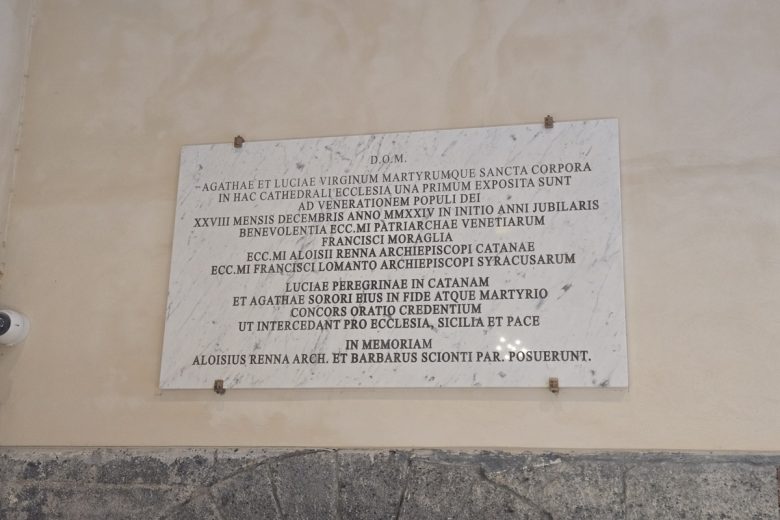 D.O.M.
AGATHAE ET LUCIAE VIRGINUM MARTYRUMQUE SANCTA CORPORA
IN HAC CATHEDRALI ECCLESIA UNA PRIMUM EXPOSITA SUNT
AD VENERATIONEM POPULI DEI
XXVIII MENSIS DECEMBRIS ANNO MMXXIV IN INITIO ANNI JUBILARIS
BENEVOLENTIA ECC.MI PATRIARCHAE VENETIARUM
FRANCISCI MORAGLIA
ECC.MI ALOISII RENNA ARCHIEPISCOPI CATANAE
ECC.MI FRANCISCI LOMANTO ARCHIEPISCOPI SYRACUSARUM
LUCIAE PEREGRINAE IN CATANAM
ET AGATHAE SORORI EIUS IN FIDE ATQUE MARTYRIO
CONCORS ORATIO CREDENTIUM
UT INTERCEDANT PRO ECCLESIA, SICILIA ET PACE
IN MEMORIAM
ALOISIUS RENNA ARCH. ET BARBARUS SCIONTI PAR. POSUERUNT.